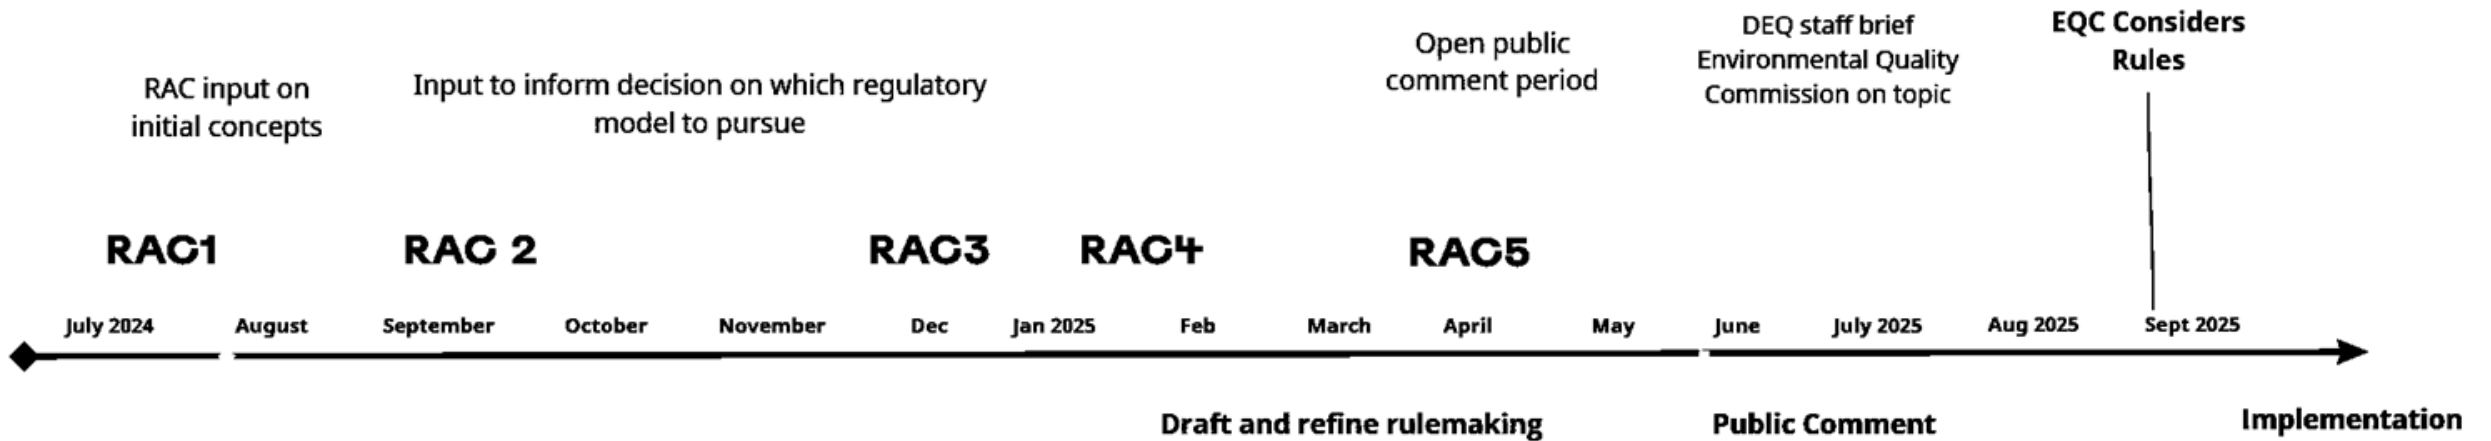 RAC input on
initial concepts
Input to inform decision on which regulatory
model to pursue
Open public
comment period
DEQ staff brief
Environmental Quality
Commission on topic
EQC Considers
Rules
RAC1 RAC 2 RAC3 RAC4 RAC5
July 2024 August September October November Dec Jan 2025 Feb March April May June July 2025 Aug 2025 Sept 2025
Draft and refine rulemaking Public Comment Implementation